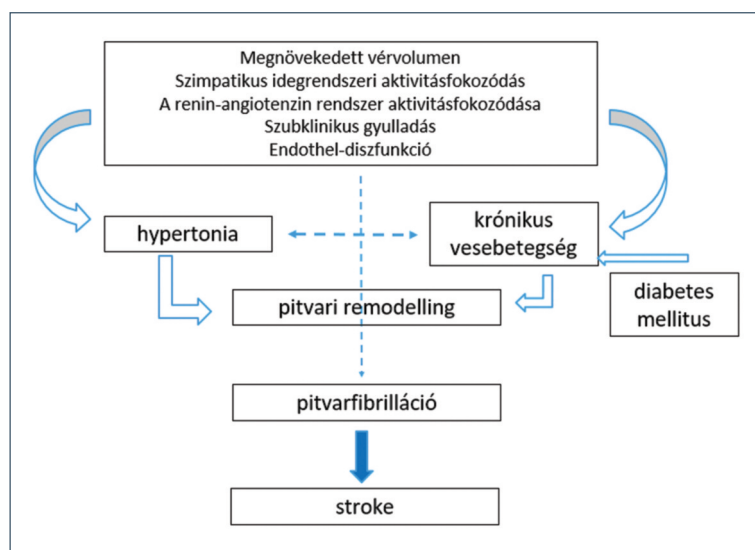 Megnövekedett vérvolumen
Szimpatikus idegrendszeri aktivitásfokozódás
A renin-angiotenzin rendszer aktivitásfokozódása
Szubklinikus gyulladás
Endothel-diszfunkció
hypertonia
krónikus
vesebetegség
diabetes
mellitus
pitvari remodelling
pitvarfibrilláció
stroke